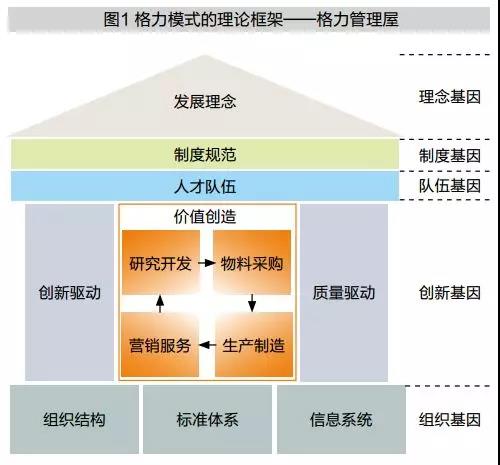 图1 格力模式的理论框架——格力管理屋
发展理念
理念基因
制度规范
制度基因
人才队伍
队伍基因
价值创造
研究开发
物料采购
创新驱动
质量驱动
创新基因
营销服务
生产制造
组织结构
标准体系
信息系统
组织基因